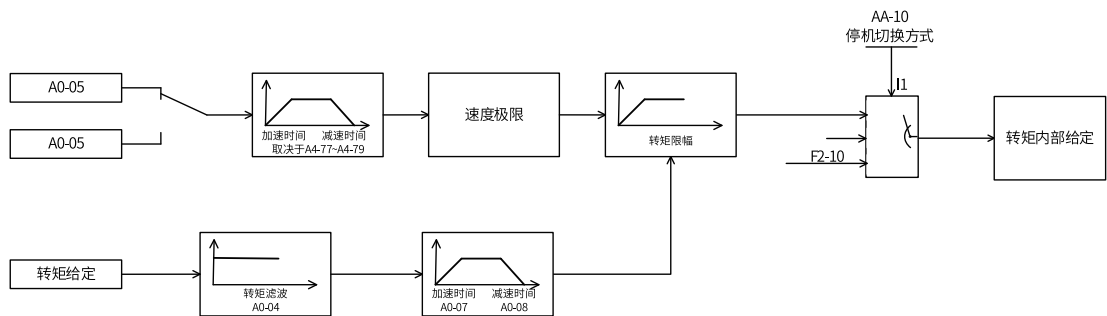 AA-10
停机切换方式
I1
A0-05
A0-05
加速时间 减速时间
取决于A4-77~A4-79
速度极限
转矩限幅
F2-10
转矩内部给定
转矩给定
转矩滤波
A0-04
加速时间 减速时间
A0-07 A0-08